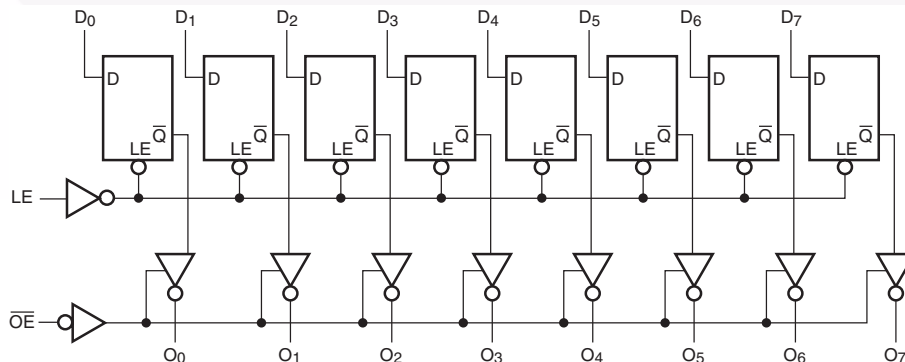 D₀ D₁ D₂ D₃ D₄ D₅ D₆ D₇
D D D D D D D D
Q̅ Q̅ Q̅ Q̅ Q̅ Q̅ Q̅ Q̅
LE LE LE LE LE LE LE LE
LE
O̅E̅
O₀ O₁ O₂ O₃ O₄ O₅ O₆ O₇